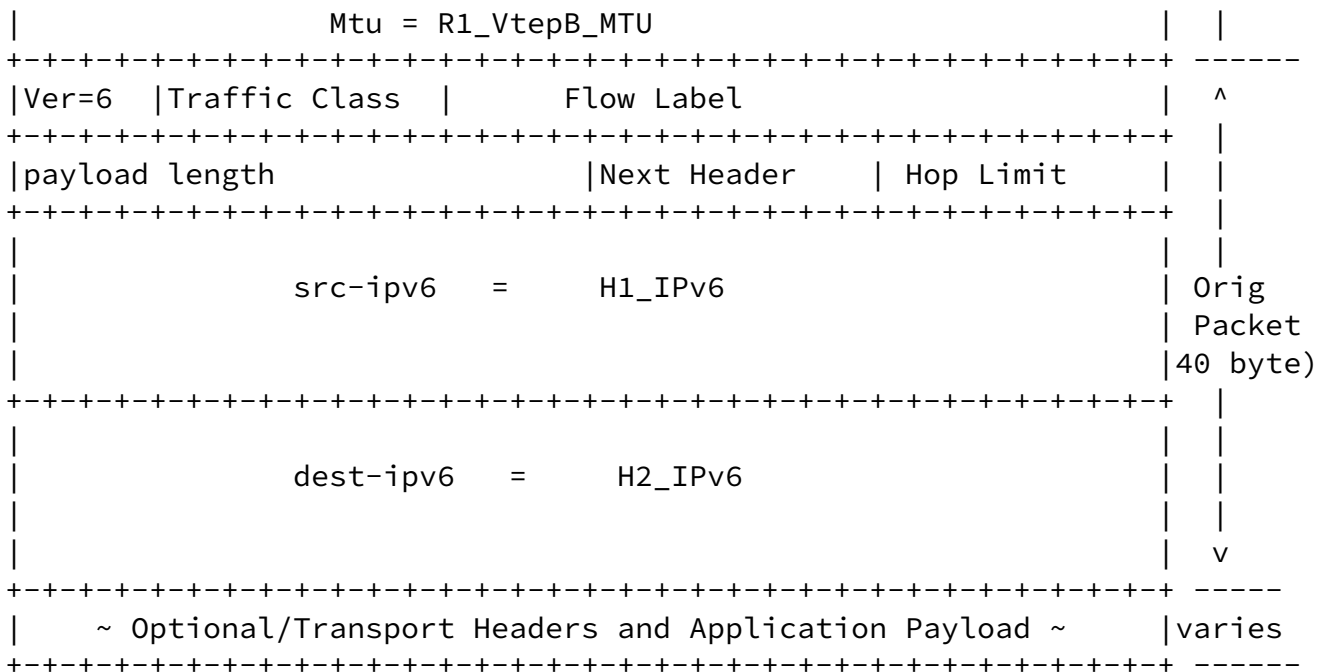 |                 Mtu = R1_VtepB_MTU                            |  |
+-+-+-+-+-+-+-+-+-+-+-+-+-+-+-+-+-+-+-+-+-+-+-+-+-+-+-+-+-+-+-+-+ ------
|Ver=6  |Traffic Class  |      Flow Label                       |  ^
+-+-+-+-+-+-+-+-+-+-+-+-+-+-+-+-+-+-+-+-+-+-+-+-+-+-+-+-+-+-+-+-+  |
|payload length                 |Next Header    | Hop Limit     |  |
+-+-+-+-+-+-+-+-+-+-+-+-+-+-+-+-+-+-+-+-+-+-+-+-+-+-+-+-+-+-+-+-+  |
|                                                               |  |
|               src-ipv6   =     H1_IPv6                        | Orig
|                                                               | Packet
|                                                               |40 byte)
+-+-+-+-+-+-+-+-+-+-+-+-+-+-+-+-+-+-+-+-+-+-+-+-+-+-+-+-+-+-+-+-+  |
|                                                               |  |
|               dest-ipv6   =     H2_IPv6                       |  |
|                                                               |  |
|                                                               |  v
+-+-+-+-+-+-+-+-+-+-+-+-+-+-+-+-+-+-+-+-+-+-+-+-+-+-+-+-+-+-+-+-+ -----
|    ~ Optional/Transport Headers and Application Payload ~     |varies
+-+-+-+-+-+-+-+-+-+-+-+-+-+-+-+-+-+-+-+-+-+-+-+-+-+-+-+-+-+-+-+-+ ------